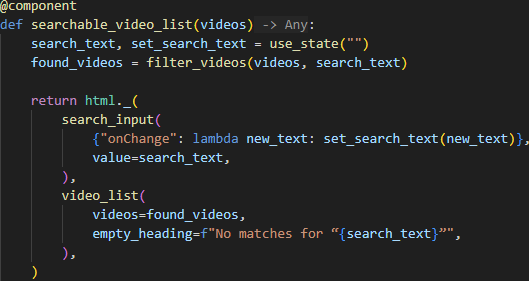 @component
def searchable_video_list(videos) -> Any:
    search_text, set_search_text = use_state("")
    found_videos = filter_videos(videos, search_text)

    return html._(
        search_input(
            {"onChange": lambda new_text: set_search_text(new_text)},
            value=search_text,
        ),
        video_list(
            videos=found_videos,
            empty_heading=f"No matches for “{search_text}”",
        ),
    )